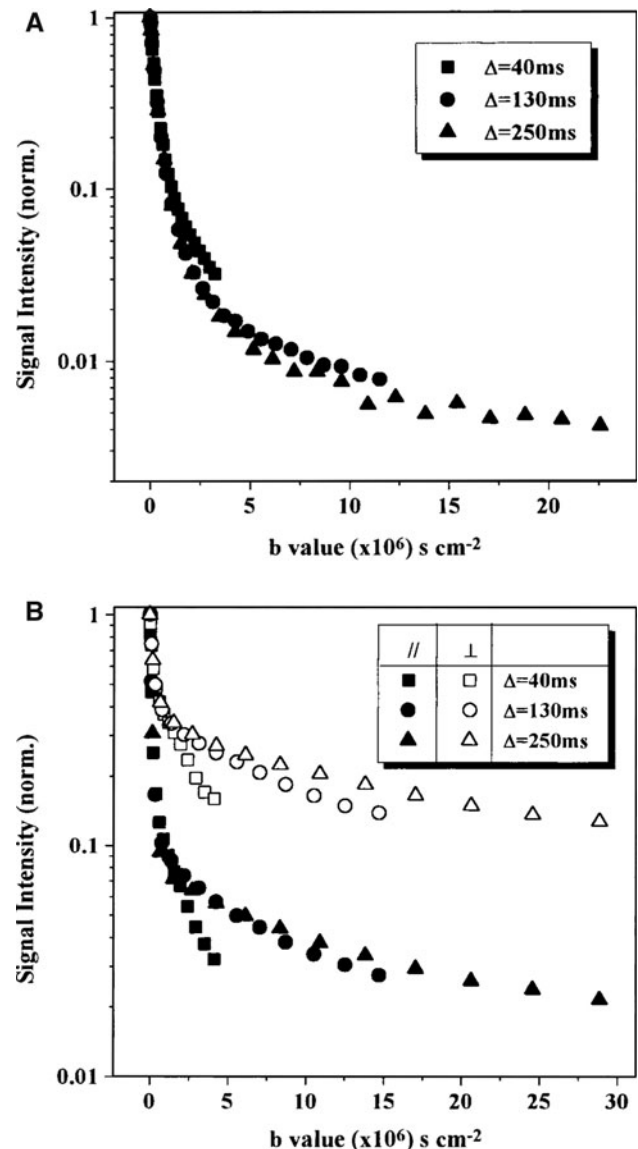 A
Signal Intensity (norm.)
1
0.1
0.01
Δ=40ms
Δ=130ms
Δ=250ms
0 5 10 15 20
b value (x10⁶) s cm⁻²
B
Signal Intensity (norm.)
1
0.1
0.01
// ⊥
Δ=40ms
Δ=130ms
Δ=250ms
0 5 10 15 20 25 30
b value (x10⁶) s cm⁻²